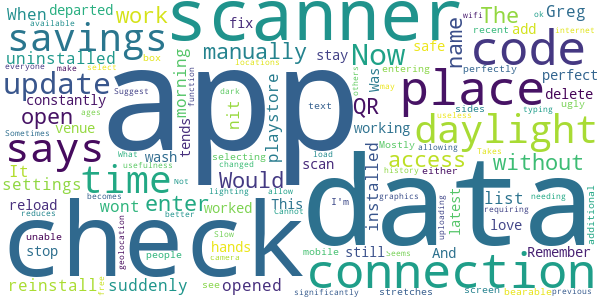 scanner
savings
When
departed
available
work
fix
Greg
uninstalled
manually
stay
Now
The
add
name
safe
code
everyone
make
select
box
dark
locations
morning
others
wifi
ok
internet
entering
may
recent
update
app
place
perfect
constantly
function
Suggest
nit
playstore
text
QR
perfectly
delete
says
open
venue
ages
Was
sides
ugly
typing
daylight
Sometimes
wash
tends
scan
working
Mostly
allowing
Takes
useless
It
What
usefulness
selecting
changed
load
access
history
either
without
settings
time
Not
Would
lighting
allow
I'm
graphics
installed
list
requiring
needing
reload
wont
enter
becomes
better
This
cannot
uploading
latest
love
reduces
worked
And
stop
check
data
unable
geolocation
people
Slow
hands
camera
see
mobile
still
seems
Remember
additional
reinstall
free
suddenly
opened
connection
screen
bearable
significantly
stretches
previous